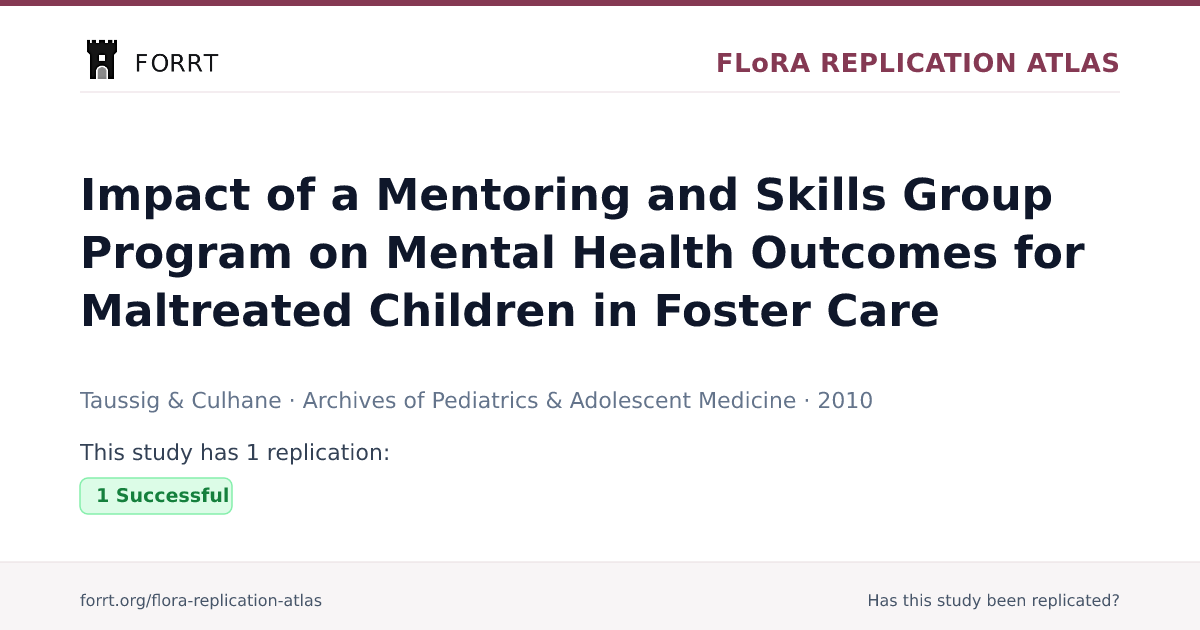 FORRT
FLoRA REPLICATION ATLAS
Impact of a Mentoring and Skills Group
Program on Mental Health Outcomes for
Maltreated Children in Foster Care
Taussig & Culhane · Archives of Pediatrics & Adolescent Medicine · 2010
This study has 1 replication:
1 Successful
forrt.org/flora-replication-atlas
Has this study been replicated?